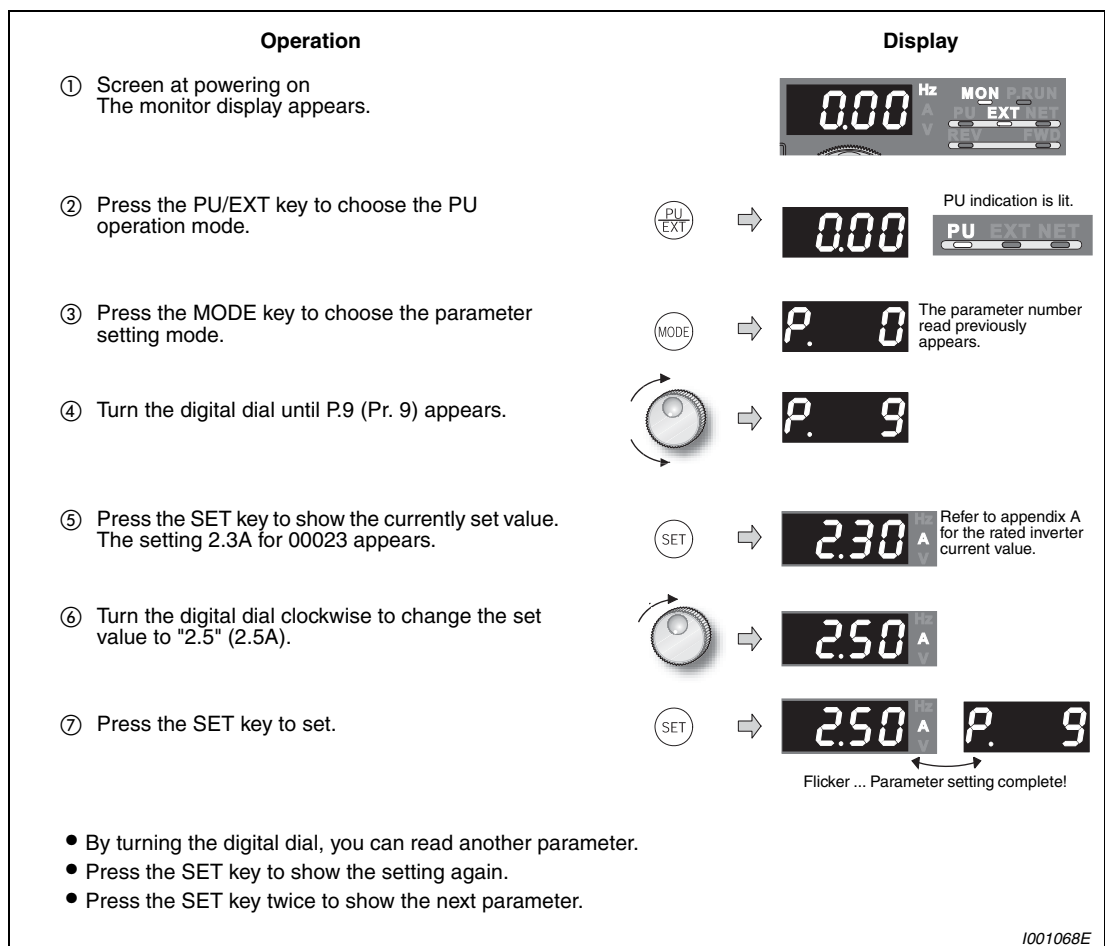 Operation
Display
① Screen at powering on
The monitor display appears.
0.00
Hz
A
V
MON P.RUN
PU EXT NET
REV FWD
② Press the PU/EXT key to choose the PU
operation mode.
PU
EXT
0.00
PU indication is lit.
PU EXT NET
③ Press the MODE key to choose the parameter
setting mode.
MODE
P. 0
The parameter number
read previously
appears.
④ Turn the digital dial until P.9 (Pr. 9) appears.
P. 9
⑤ Press the SET key to show the currently set value.
The setting 2.3A for 00023 appears.
SET
2.30
Hz
A
V
Refer to appendix A
for the rated inverter
current value.
⑥ Turn the digital dial clockwise to change the set
value to "2.5" (2.5A).
2.50
Hz
A
V
⑦ Press the SET key to set.
SET
2.50
Hz
A
V
P. 9
Flicker ... Parameter setting complete!
● By turning the digital dial, you can read another parameter.
● Press the SET key to show the setting again.
● Press the SET key twice to show the next parameter.
I001068E